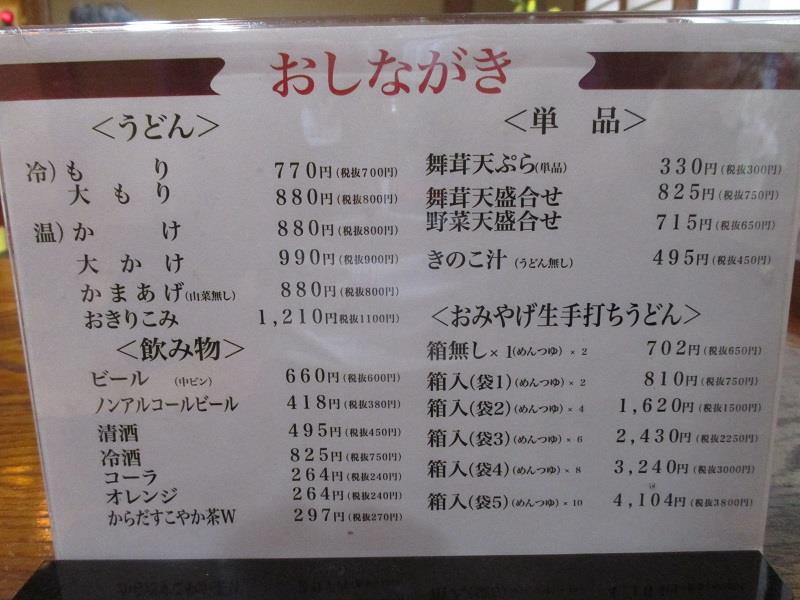 おしながき
＜うどん＞
冷）も　り 770円（税抜700円）
大　も　り 880円（税抜800円）
温）か　け 880円（税抜800円）
大　か　け 990円（税抜900円）
かまあげ（山菜無し） 880円（税抜800円）
おきりこみ 1,210円税抜1100円）
＜飲み物＞
ビール　（中ビン） 660円（税抜600円）
ノンアルコールビール 418円（税抜380円）
清酒 495円（税抜450円）
冷酒 825円（税抜750円）
コーラ 264円（税抜240円）
オレンジ 264円（税抜240円）
からだすこやか茶W 297円（税抜270円）
＜単　品＞
舞茸天ぷら（単品） 330円（税抜300円）
舞茸天盛合せ 825円（税抜750円）
野菜天盛合せ 715円（税抜650円）
きのこ汁（うどん無し） 495円（税抜450円）
＜おみやげ生手打ちうどん＞
箱無し×1（めんつゆ）×2 702円（税抜650円）
箱入（袋1）（めんつゆ）×2 810円（税抜750円）
箱入（袋2）（めんつゆ）×4 1,620円（税抜1500円）
箱入（袋3）（めんつゆ）×6 2,430円（税抜2250円）
箱入（袋4）（めんつゆ）×8 3,240円（税抜3000円）
箱入（袋5）（めんつゆ）×10 4,104円（税抜3800円）